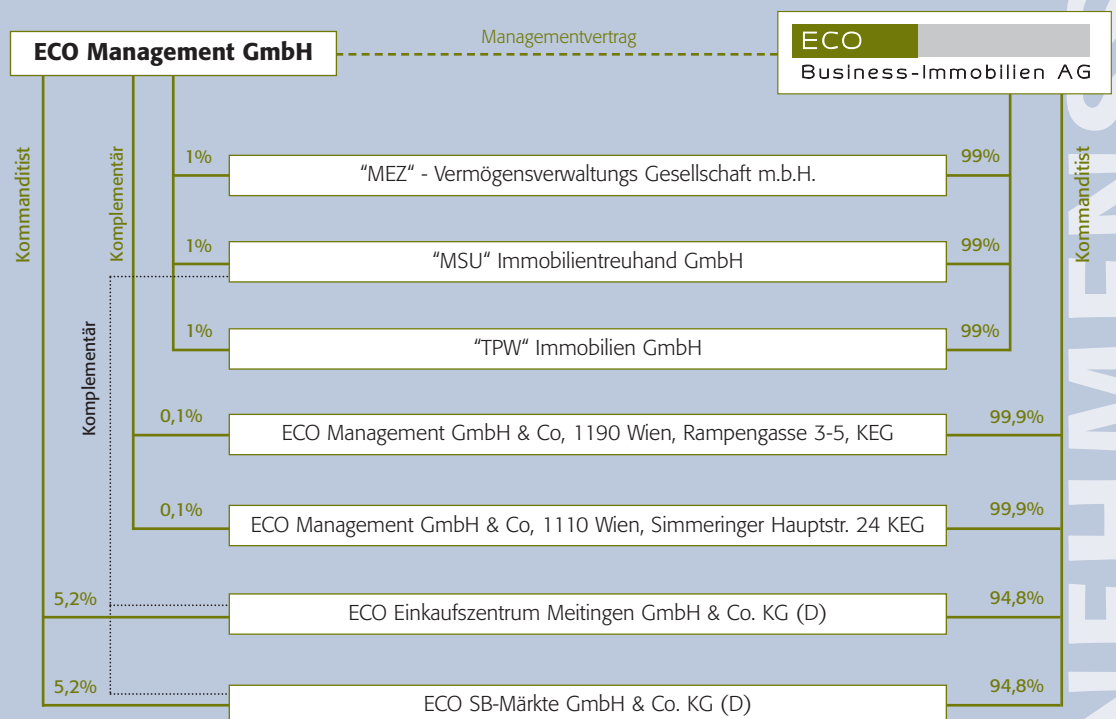 ECO Management GmbH
Managementvertrag
ECO
Business-Immobilien AG
Kommanditist
Komplementär
Kommanditist
1%
"MEZ“ - Vermögensverwaltungs Gesellschaft m.b.H.
99%
1%
"MSU“ Immobilientreuhand GmbH
99%
Komplementär
1%
"TPW“ Immobilien GmbH
99%
0,1%
ECO Management GmbH & Co, 1190 Wien, Rampengasse 3-5, KEG
99,9%
0,1%
ECO Management GmbH & Co, 1110 Wien, Simmeringer Hauptstr. 24 KEG
99,9%
5,2%
ECO Einkaufszentrum Meitingen GmbH & Co. KG (D)
94,8%
5,2%
ECO SB-Märkte GmbH & Co. KG (D)
94,8%